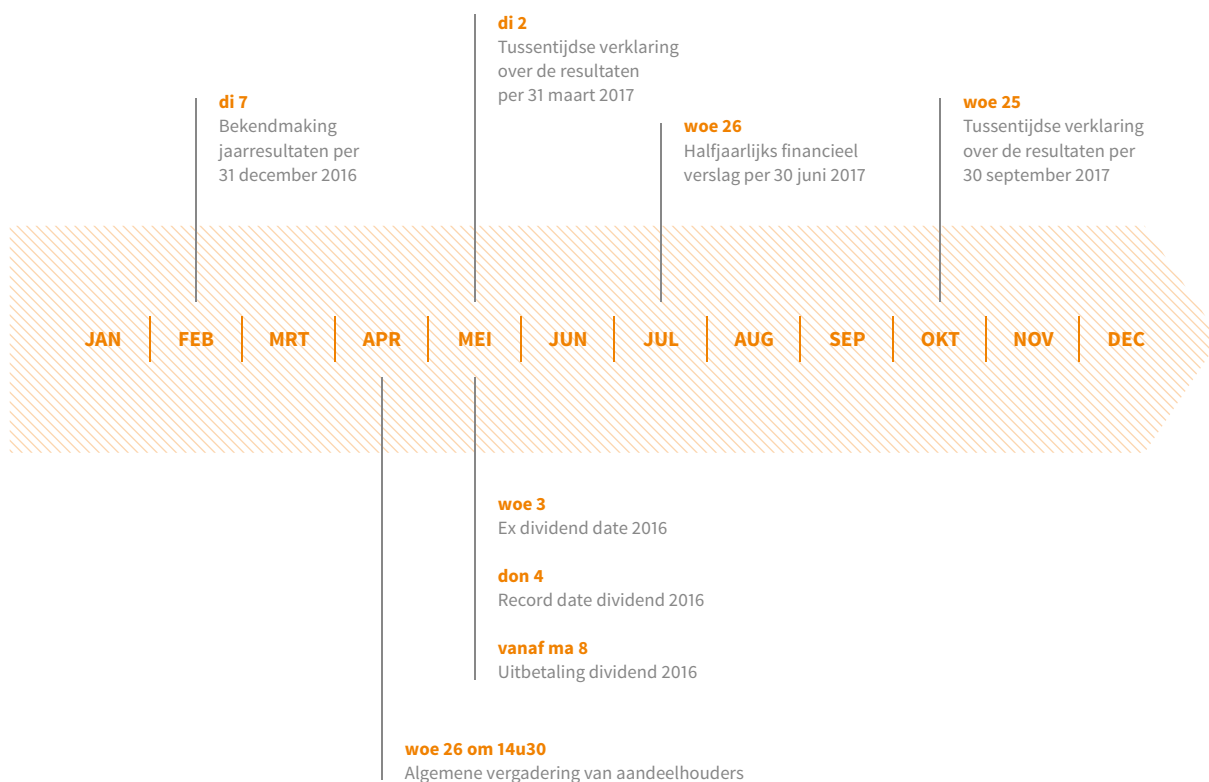 di 2
Tussentijdse verklaring
over de resultaten
per 31 maart 2017
di 7
Bekendmaking
jaarresultaten per
31 december 2016
woe 26
Halfjaarlijks financieel
verslag per 30 juni 2017
woe 25
Tussentijdse verklaring
over de resultaten per
30 september 2017
JAN FEB MRT APR MEI JUN JUL AUG SEP OKT NOV DEC
woe 3
Ex dividend date 2016
don 4
Record date dividend 2016
vanaf ma 8
Uitbetaling dividend 2016
woe 26 om 14u30
Algemene vergadering van aandeelhouders